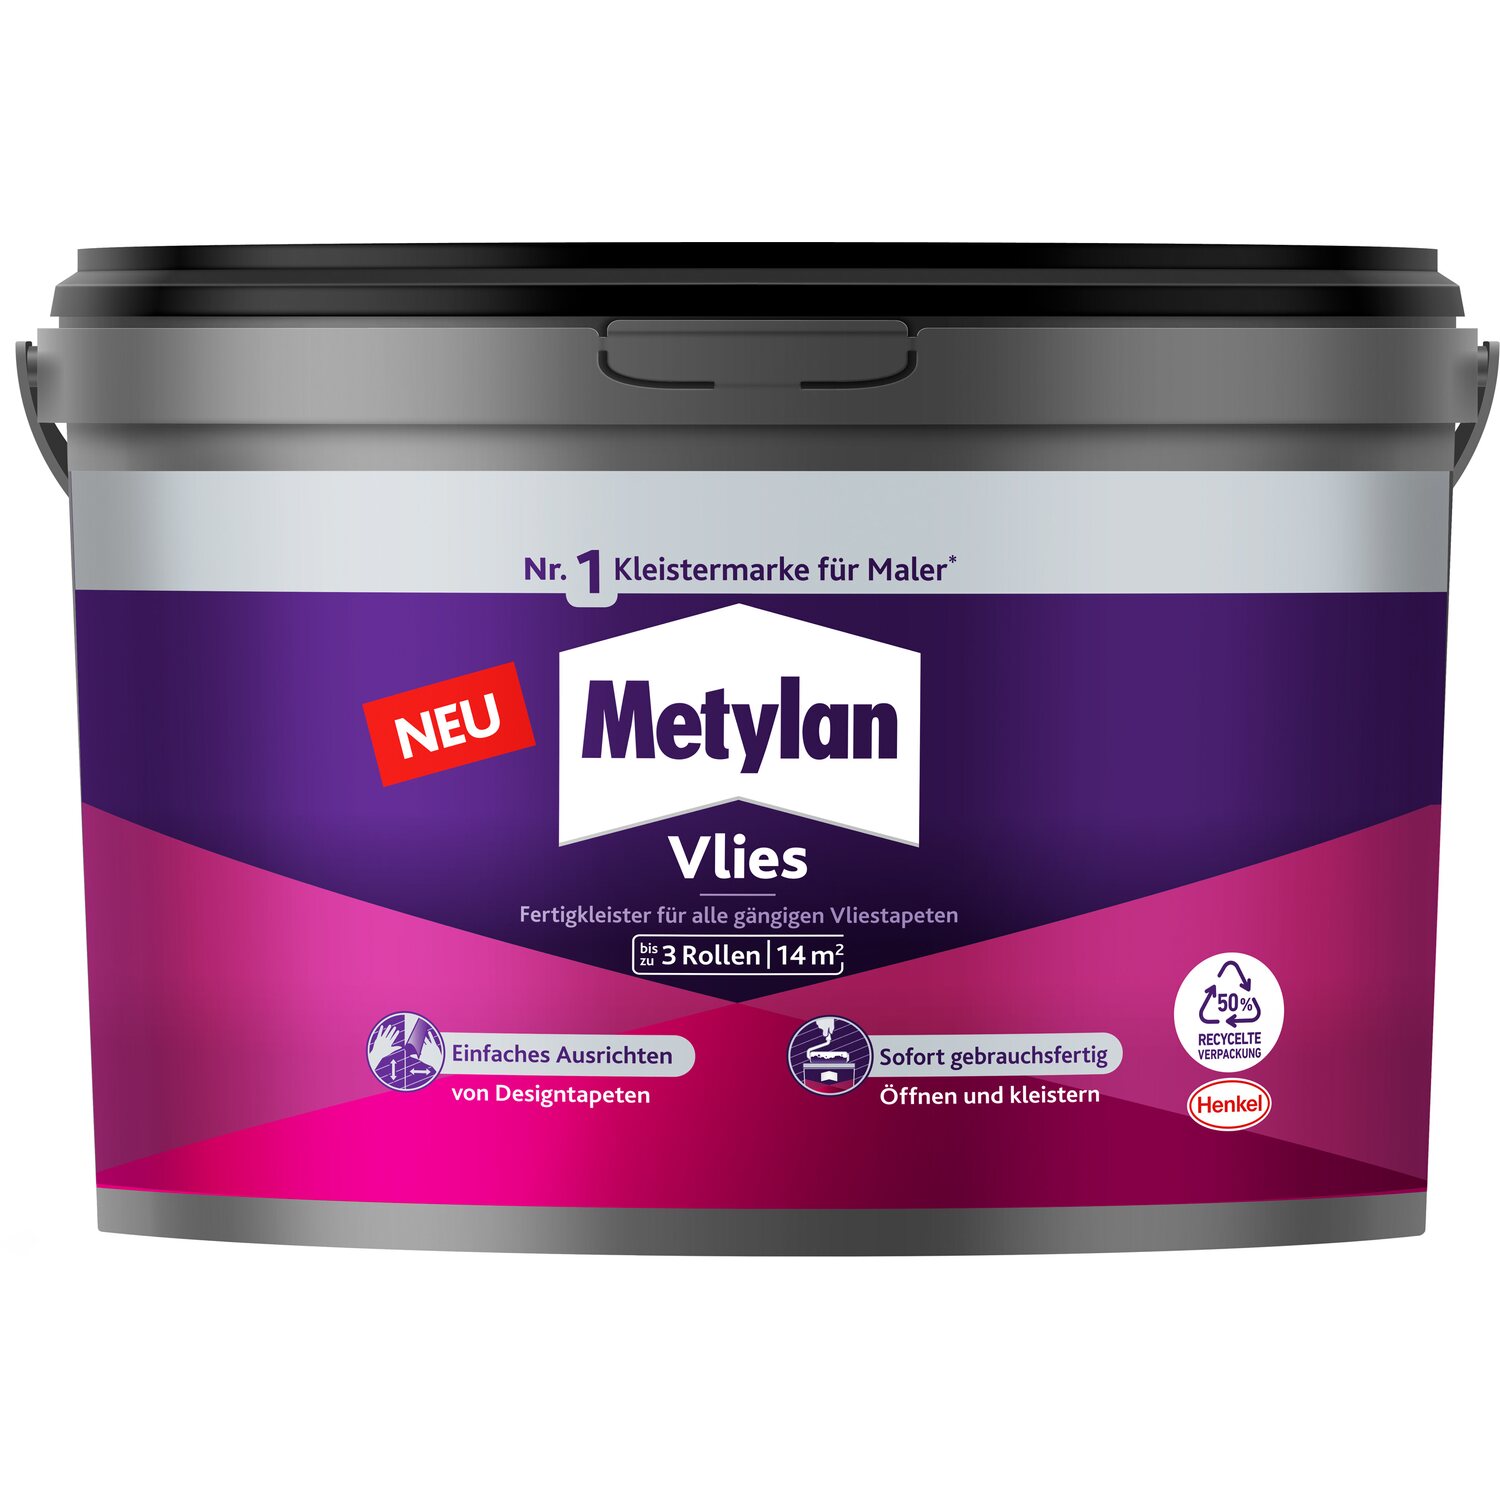 Nr. 1 Kleistermarke für Maler*
NEU
Metylan
Vlies
Fertigkleister für alle gängigen Vliestapeten
bis zu 3 Rollen | 14 m²
Einfaches Ausrichten
von Designtapeten
Sofort gebrauchsfertig
Öffnen und kleistern
50%
RECYCELTE
VERPACKUNG
Henkel